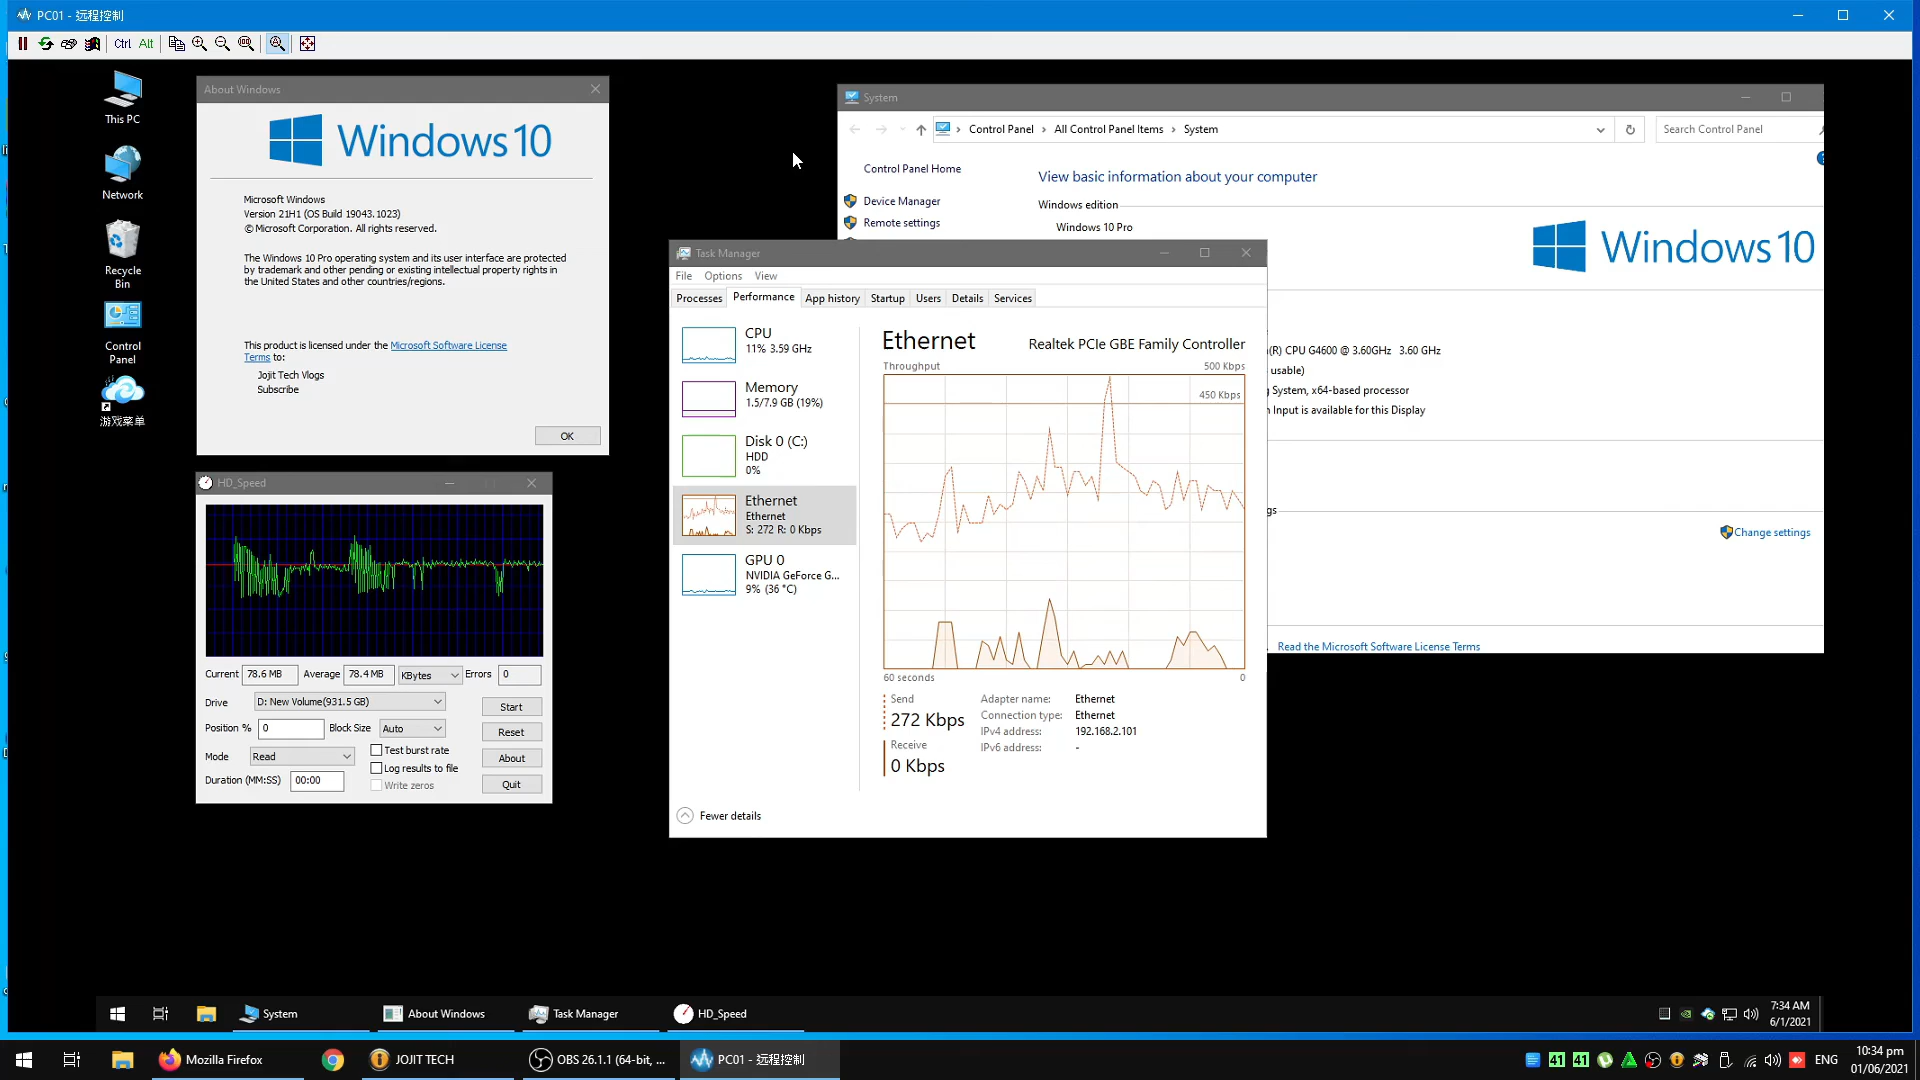 PC01 - 远程控制
Ctrl Alt
This PC
Network
Recycle
Bin
Control
Panel
游戏菜单
About Windows
Windows 10
Microsoft Windows
Version 21H1 (OS Build 19043.1023)
© Microsoft Corporation. All rights reserved.
The Windows 10 Pro operating system and its user interface are protected
by trademark and other pending or existing intellectual property rights in
the United States and other countries/regions.
This product is licensed under the Microsoft Software License
Terms to:
Jojit Tech Vlogs
Subscribe
OK
System
Control Panel > All Control Panel Items > System
Search Control Panel
Control Panel Home
Device Manager
Remote settings
View basic information about your computer
Windows edition
Windows 10 Pro
Windows 10
(R) CPU G4600 @ 3.60GHz 3.60 GHz
usable)
g System, x64-based processor
n Input is available for this Display
gs
Change settings
Read the Microsoft Software License Terms
Task Manager
File Options View
Processes Performance App history Startup Users Details Services
CPU
11% 3.59 GHz
Memory
1.5/7.9 GB (19%)
Disk 0 (C:)
HDD
0%
Ethernet
Ethernet
S: 272 R: 0 Kbps
GPU 0
NVIDIA GeForce G...
9% (36 °C)
Ethernet Realtek PCIe GBE Family Controller
Throughput 500 Kbps
450 Kbps
60 seconds 0
Send
272 Kbps
Receive
0 Kbps
Adapter name: Ethernet
Connection type: Ethernet
IPv4 address: 192.168.2.101
IPv6 address: -
Fewer details
HD_Speed
Current 78.6 MB Average 78.4 MB KBytes Errors 0
Drive D: New Volume(931.5 GB) Start
Position % 0 Block Size Auto Reset
Mode Read Test burst rate About
Log results to file
Duration (MM:SS) 00:00 Write zeros Quit
System About Windows Task Manager HD_Speed
7:34 AM
6/1/2021
Mozilla Firefox JOJIT TECH OBS 26.1.1 (64-bit, ... PC01 - 远程控制
41 41 ENG
10:34 pm
01/06/2021